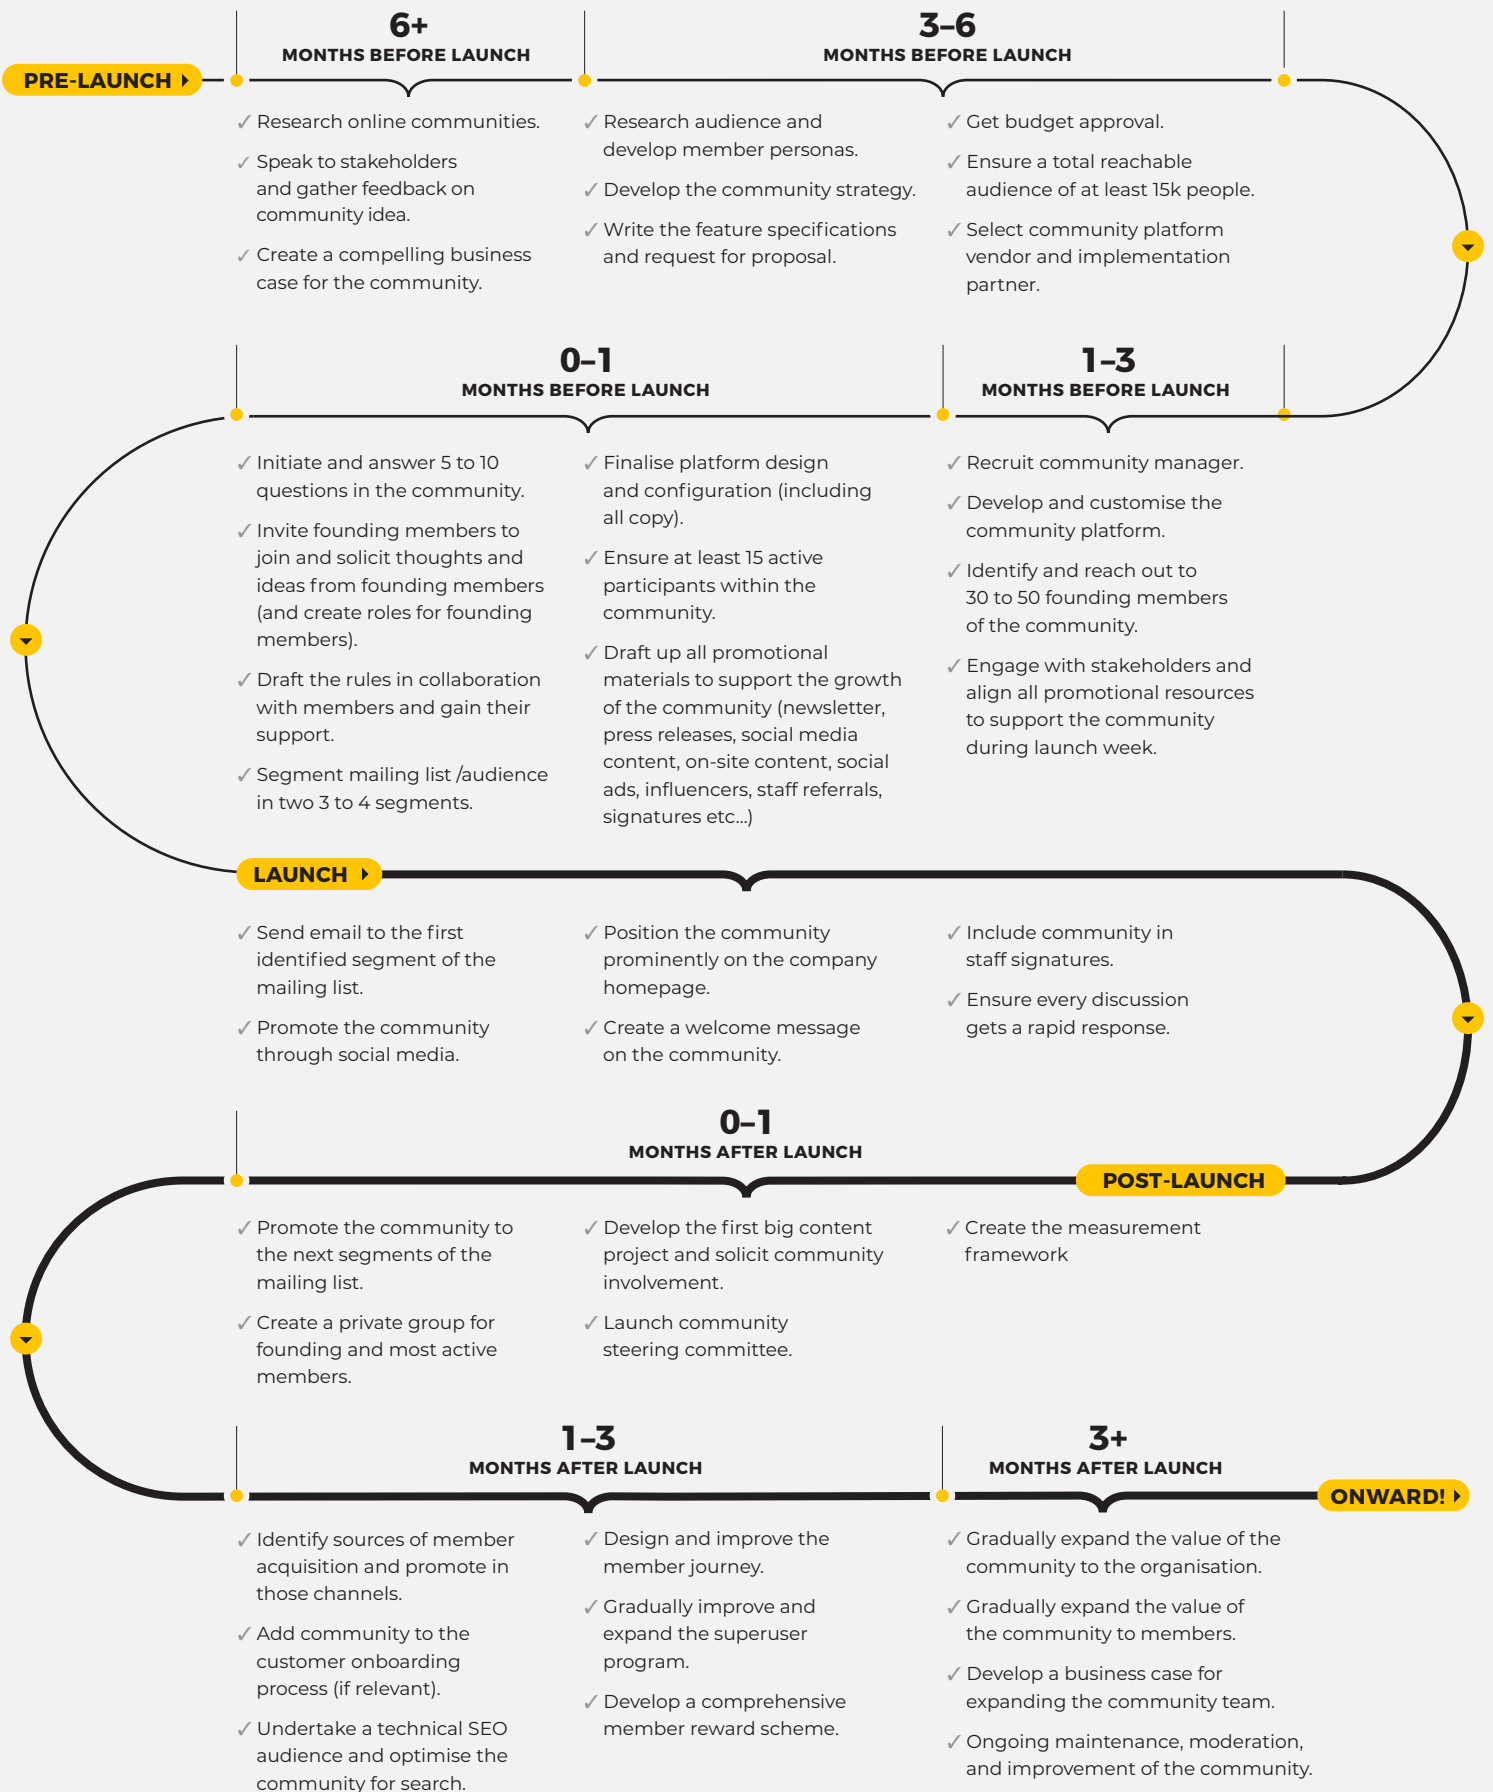 6+
MONTHS BEFORE LAUNCH
3–6
MONTHS BEFORE LAUNCH
PRE-LAUNCH
✓ Research online communities.
✓ Speak to stakeholders
and gather feedback on
community idea.
✓ Create a compelling business
case for the community.
✓ Research audience and
develop member personas.
✓ Develop the community strategy.
✓ Write the feature specifications
and request for proposal.
✓ Get budget approval.
✓ Ensure a total reachable
audience of at least 15k people.
✓ Select community platform
vendor and implementation
partner.
1–3
MONTHS BEFORE LAUNCH
✓ Recruit community manager.
✓ Develop and customise the
community platform.
✓ Identify and reach out to
30 to 50 founding members
of the community.
✓ Engage with stakeholders and
align all promotional resources
to support the community
during launch week.
0–1
MONTHS BEFORE LAUNCH
✓ Initiate and answer 5 to 10
questions in the community.
✓ Invite founding members to
join and solicit thoughts and
ideas from founding members
(and create roles for founding
members).
✓ Draft the rules in collaboration
with members and gain their
support.
✓ Segment mailing list /audience
in two 3 to 4 segments.
✓ Finalise platform design
and configuration (including
all copy).
✓ Ensure at least 15 active
participants within the
community.
✓ Draft up all promotional
materials to support the growth
of the community (newsletter,
press releases, social media
content, on-site content, social
ads, influencers, staff referrals,
signatures etc...)
LAUNCH
✓ Send email to the first
identified segment of the
mailing list.
✓ Promote the community
through social media.
✓ Position the community
prominently on the company
homepage.
✓ Create a welcome message
on the community.
✓ Include community in
staff signatures.
✓ Ensure every discussion
gets a rapid response.
0–1
MONTHS AFTER LAUNCH
POST-LAUNCH
✓ Promote the community to
the next segments of the
mailing list.
✓ Create a private group for
founding and most active
members.
✓ Develop the first big content
project and solicit community
involvement.
✓ Launch community
steering committee.
✓ Create the measurement
framework
1–3
MONTHS AFTER LAUNCH
3+
MONTHS AFTER LAUNCH
ONWARD!
✓ Identify sources of member
acquisition and promote in
those channels.
✓ Add community to the
customer onboarding
process (if relevant).
✓ Undertake a technical SEO
audience and optimise the
community for search.
✓ Design and improve the
member journey.
✓ Gradually improve and
expand the superuser
program.
✓ Develop a comprehensive
member reward scheme.
✓ Gradually expand the value of the
community to the organisation.
✓ Gradually expand the value of
the community to members.
✓ Develop a business case for
expanding the community team.
✓ Ongoing maintenance, moderation,
and improvement of the community.